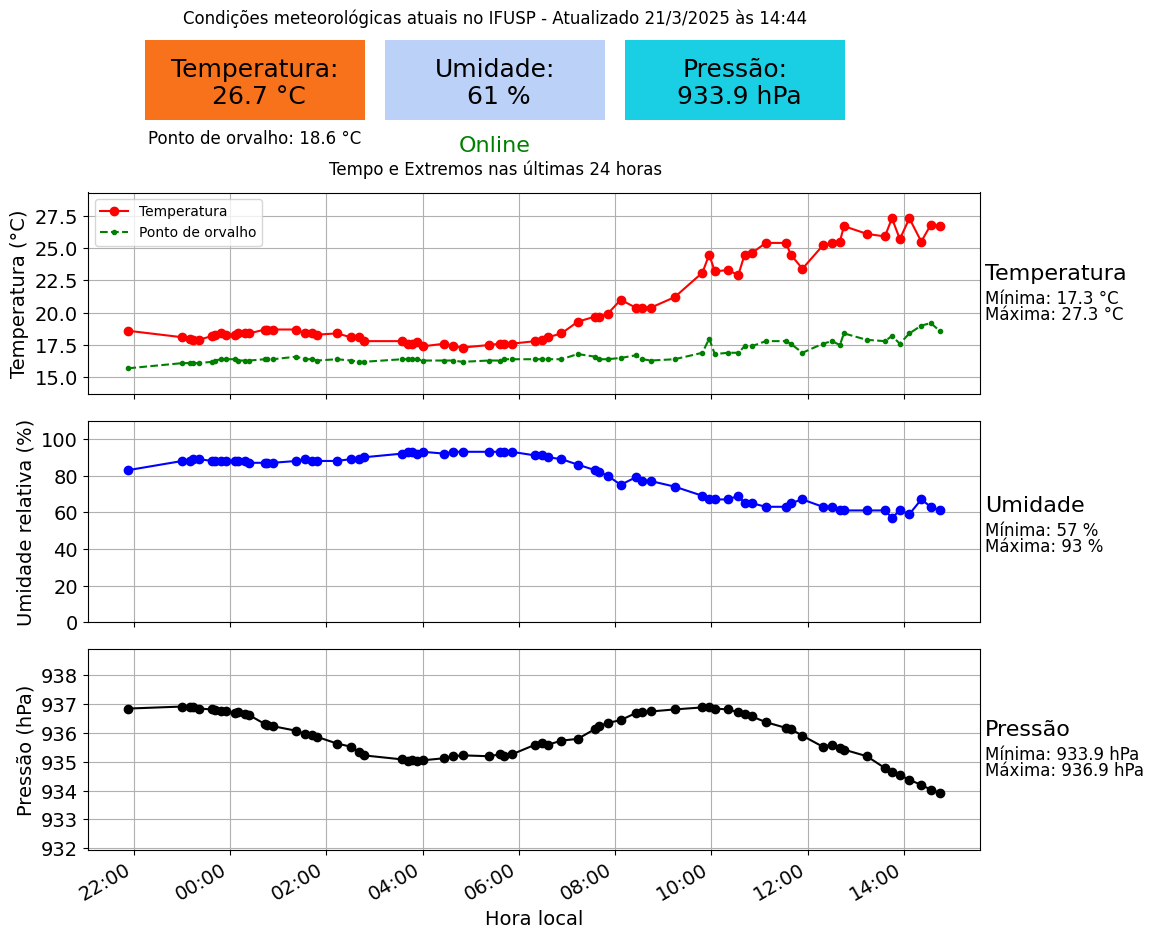 Condições meteorológicas atuais no IFUSP - Atualizado 21/3/2025 às 14:44
Temperatura:
26.7 °C
Umidade:
61 %
Pressão:
933.9 hPa
Ponto de orvalho: 18.6 °C
Online
Tempo e Extremos nas últimas 24 horas
Temperatura (°C)
27.5
25.0
22.5
20.0
17.5
15.0
Temperatura
Ponto de orvalho
Temperatura
Mínima: 17.3 °C
Máxima: 27.3 °C
Umidade relativa (%)
100
80
60
40
20
0
Umidade
Mínima: 57 %
Máxima: 93 %
Pressão (hPa)
938
937
936
935
934
933
932
Pressão
Mínima: 933.9 hPa
Máxima: 936.9 hPa
22:00
00:00
02:00
04:00
06:00
08:00
10:00
12:00
14:00
Hora local